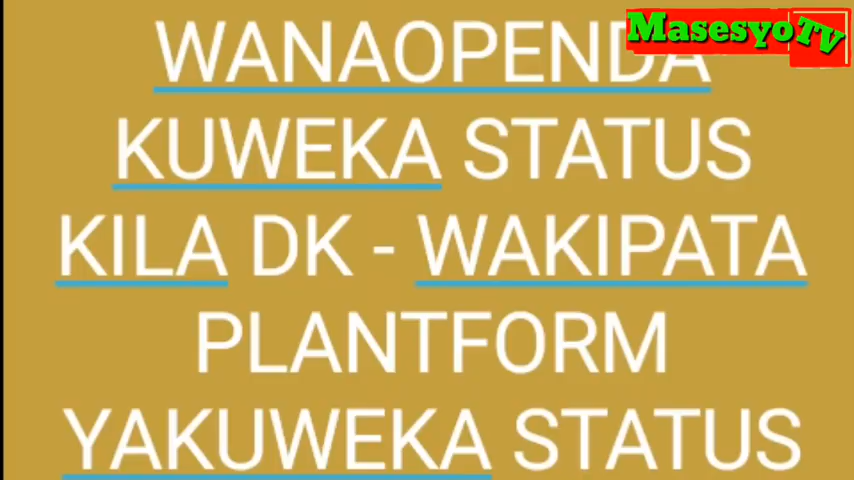 MasesyoTV
WANAOPENDA
KUWEKA STATUS
KILA DK - WAKIPATA
PLANTFORM
YAKUWEKA STATUS